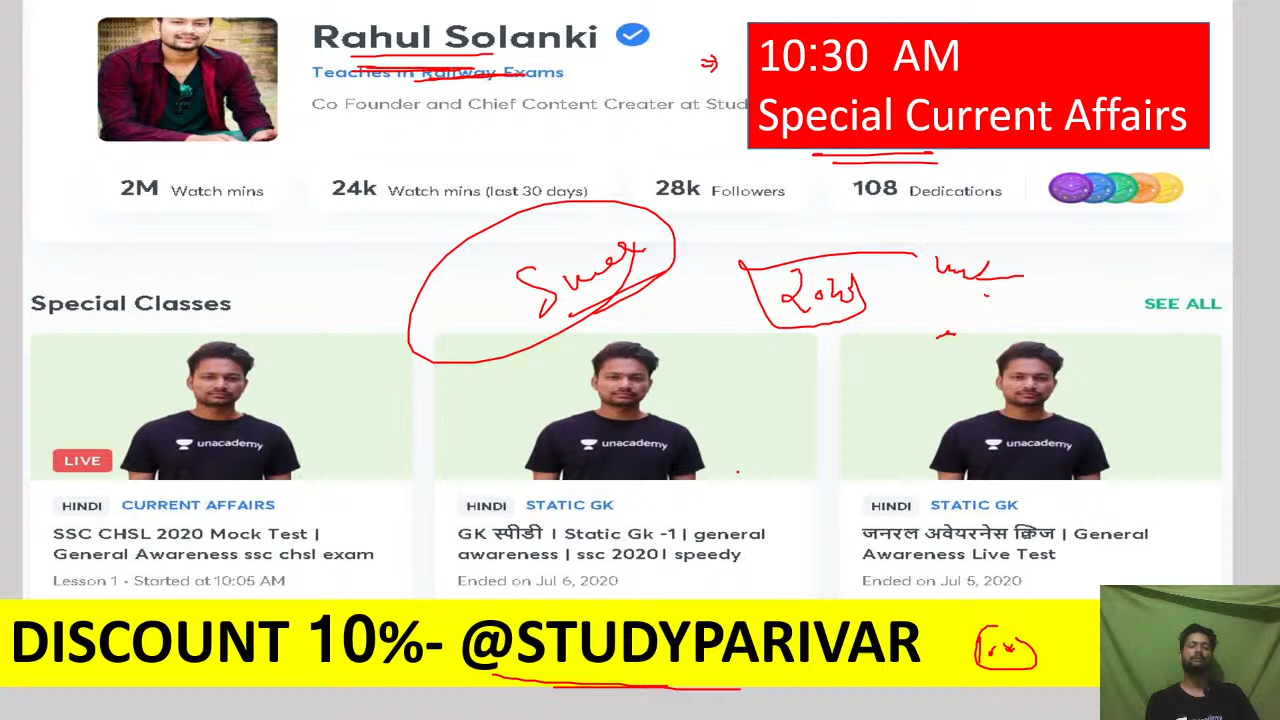 Rahul Solanki
Teaches in Railway Exams
Co Founder and Chief Content Creater at Stud
10:30 AM
Special Current Affairs
2M Watch mins
24k Watch mins (last 30 days)
28k Followers
108 Dedications
Special Classes
SEE ALL
unacademy
LIVE
HINDI CURRENT AFFAIRS
SSC CHSL 2020 Mock Test |
General Awareness ssc chsl exam
Lesson 1 • Started at 10:05 AM
unacademy
HINDI STATIC GK
GK स्पीडी । Static Gk -1 | general
awareness | ssc 2020। speedy
Ended on Jul 6, 2020
unacademy
HINDI STATIC GK
जनरल अवेयरनेस क्विज | General
Awareness Live Test
Ended on Jul 5, 2020
DISCOUNT 10%- @STUDYPARIVAR
unacademy